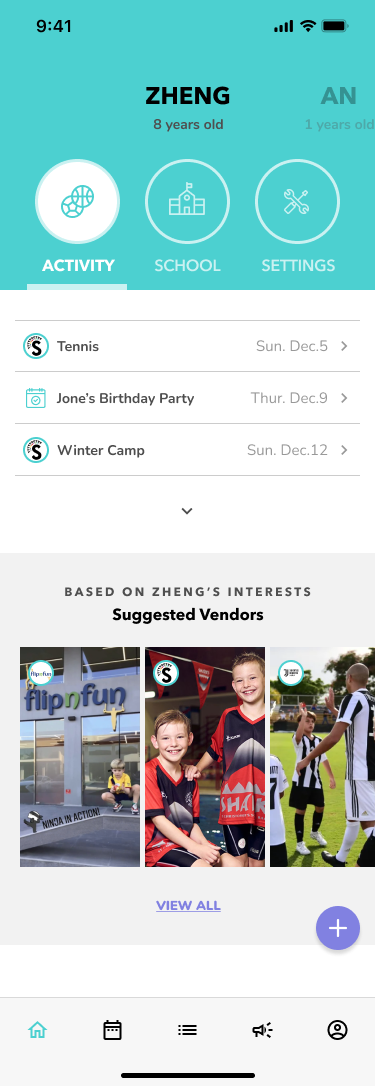 9:41
ZHENG
AN
8 years old
1 years old
ACTIVITY
SCHOOL
SETTINGS
Tennis
Sun. Dec.5
Jone's Birthday Party
Thur. Dec.9
Winter Camp
Sun. Dec.12
BASED ON ZHENG'S INTERESTS
Suggested Vendors
flipnfun
flipnfun
NINJA IN ACTION!
SHARK
VIEW ALL